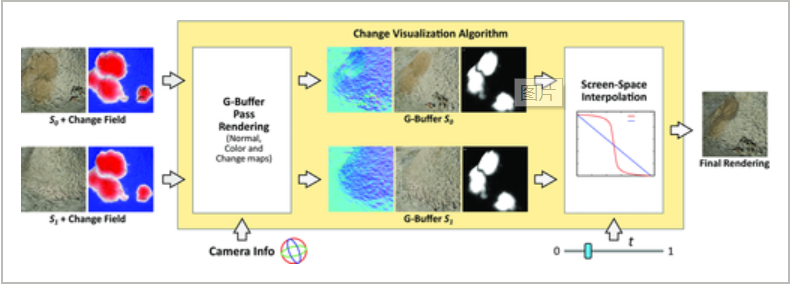 Change Visualization Algorithm
G-Buffer
Pass
Rendering
(Normal,
Color and
Change maps)
S₀ + Change Field
S₁ + Change Field
G-Buffer S₀
G-Buffer S₁
图片
Screen-Space
Interpolation
Final Rendering
Camera Info
0
t
1